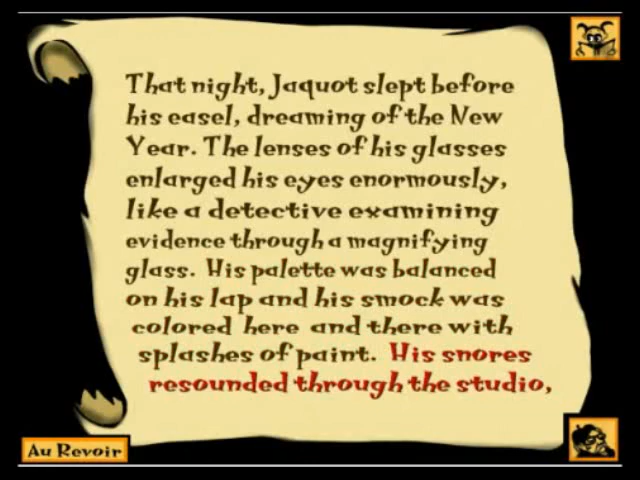 That night, Jaquot slept before
his easel, dreaming of the New
Year. The lenses of his glasses
enlarged his eyes enormously,
like a detective examining
evidence through a magnifying
glass. His palette was balanced
on his lap and his smock was
colored here and there with
splashes of paint. His snores
resounded through the studio,
Au Revoir